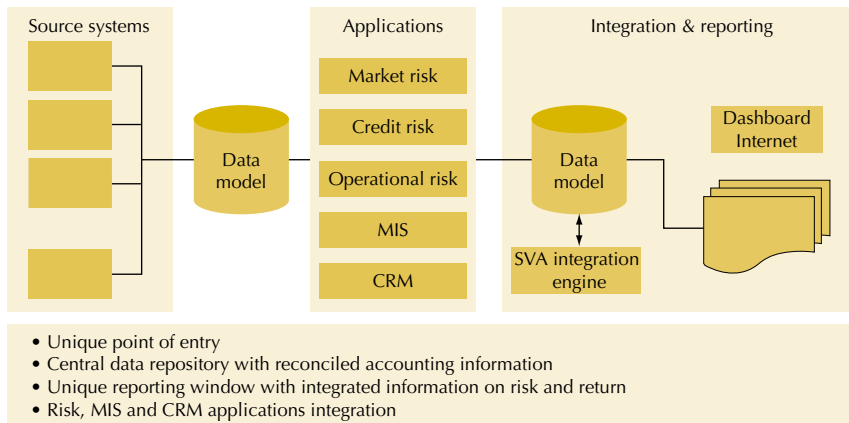 Source systems
Data
model
Applications
Market risk
Credit risk
Operational risk
MIS
CRM
Integration & reporting
Data
model
SVA integration
engine
Dashboard
Internet
• Unique point of entry
• Central data repository with reconciled accounting information
• Unique reporting window with integrated information on risk and return
• Risk, MIS and CRM applications integration